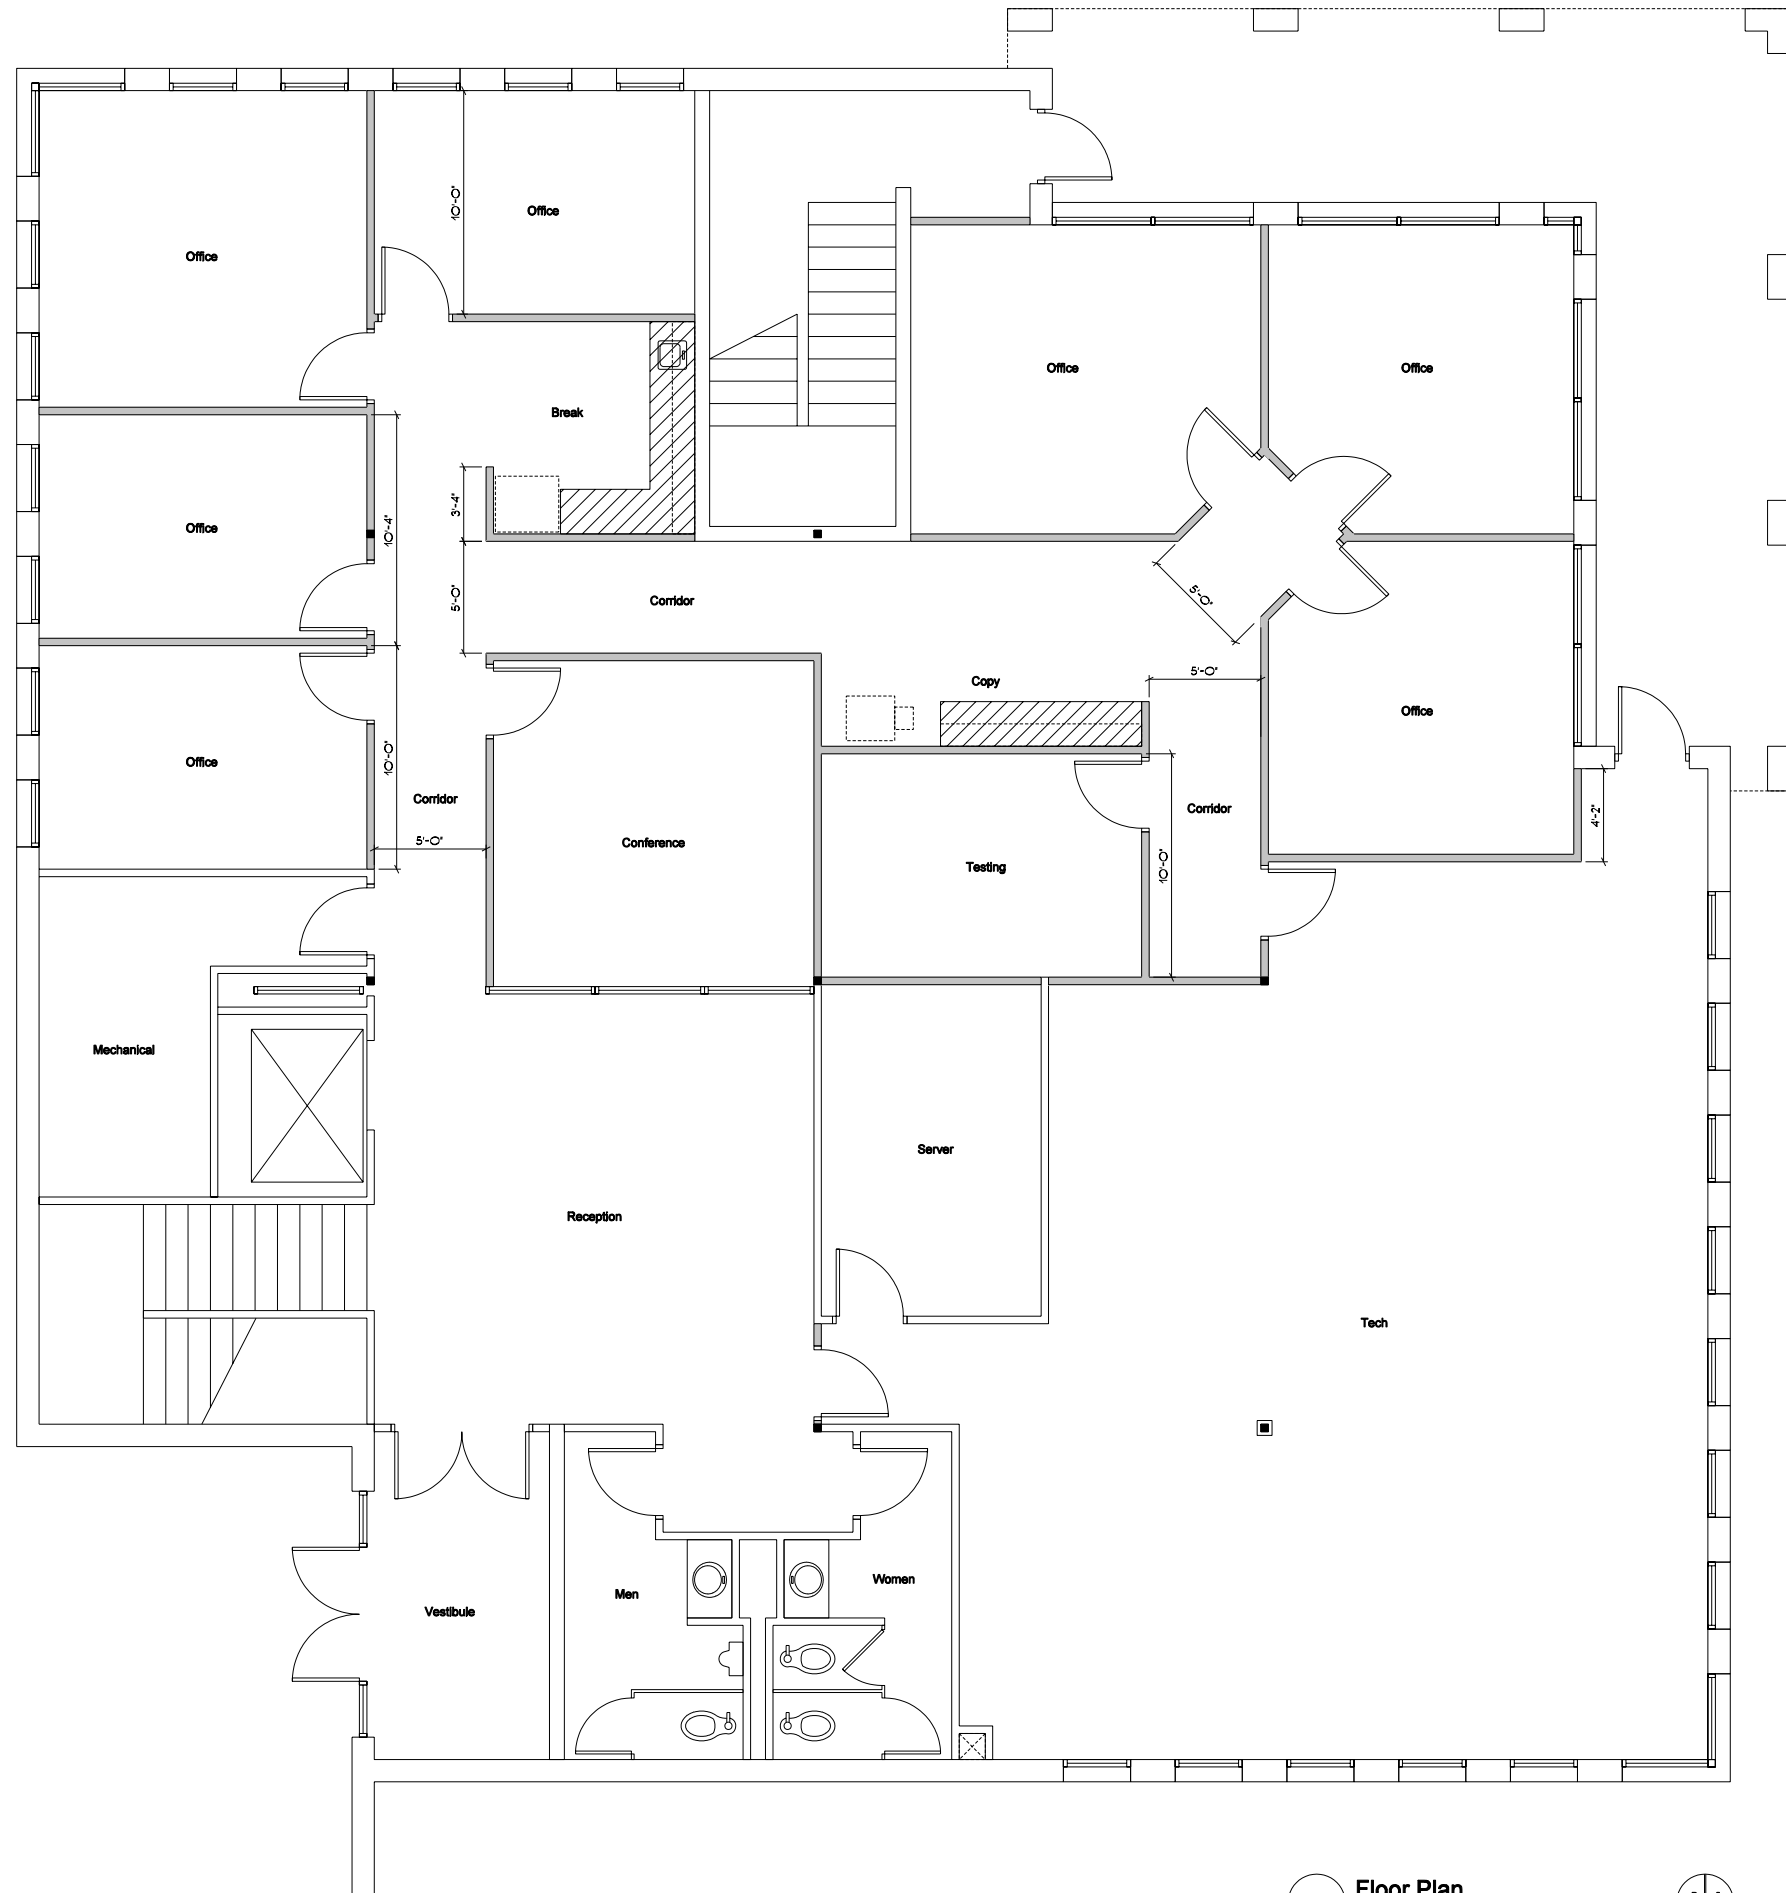 10'-0"
Office
Office
Office
Office
Break
3'-4"
10'-4"
Office
5'-0"
Corridor
5'-0"
5'-0"
Copy
Office
Office
10'-0"
Corridor
Corridor
4'-2"
5'-0"
Conference
10'-0"
Testing
Mechanical
Server
Reception
Tech
Women
Men
Vestibule
Floor Plan